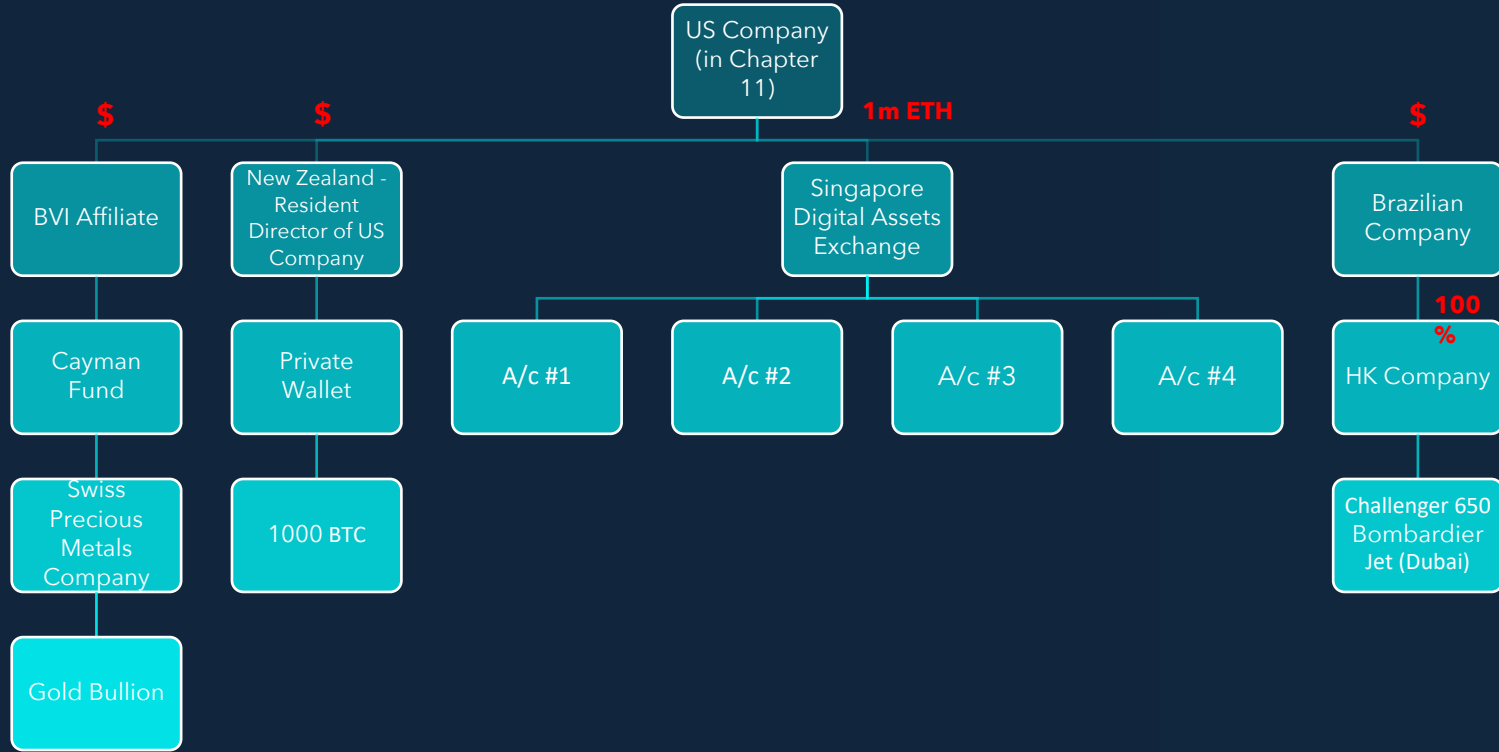 US Company
(in Chapter
11)
$
$
1m ETH
$
BVI Affiliate
New Zealand -
Resident
Director of US
Company
Singapore
Digital Assets
Exchange
Brazilian
Company
100
%
Cayman
Fund
Private
Wallet
A/c #1
A/c #2
A/c #3
A/c #4
HK Company
Swiss
Precious
Metals
Company
1000 BTC
Challenger 650
Bombardier
Jet (Dubai)
Gold Bullion